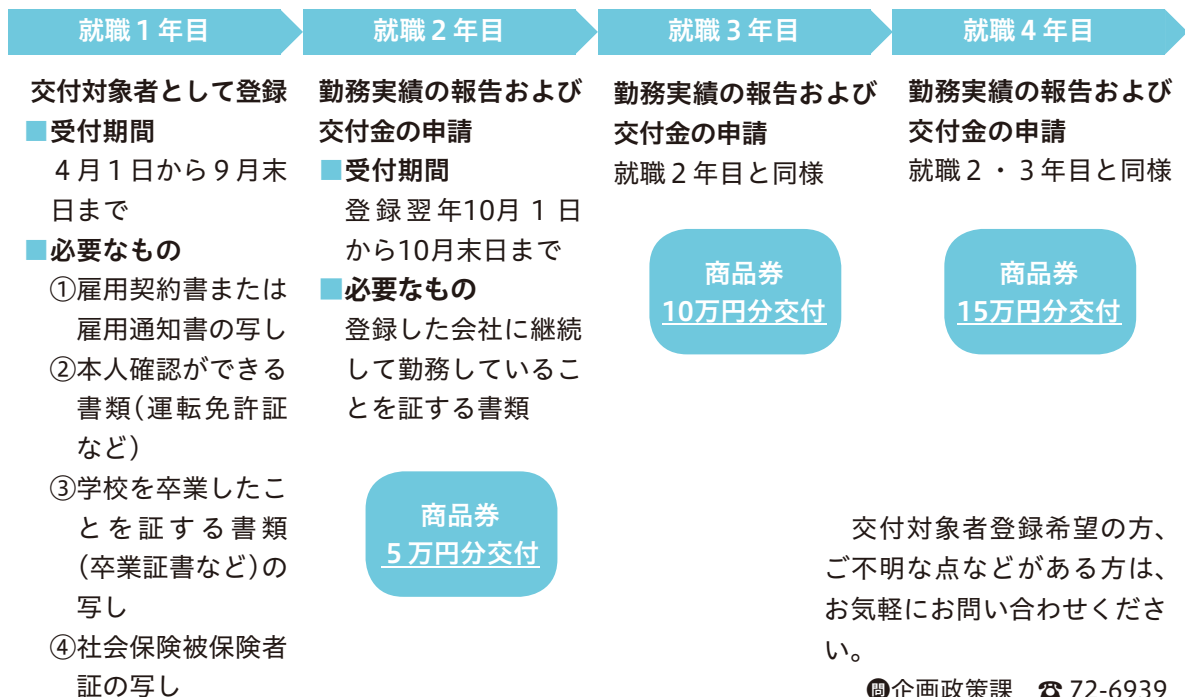 就職１年目
交付対象者として登録
■受付期間
４月１日から９月末
日まで
■必要なもの
①雇用契約書または
雇用通知書の写し
②本人確認ができる
書類（運転免許証
など）
③学校を卒業したこ
とを証する書類
（卒業証書など）の
写し
④社会保険被保険者
証の写し
就職２年目
勤務実績の報告および
交付金の申請
■受付期間
登録翌年10月１日
から10月末日まで
■必要なもの
登録した会社に継続
して勤務しているこ
とを証する書類
商品券
５万円分交付
就職３年目
勤務実績の報告および
交付金の申請
就職２年目と同様
商品券
10万円分交付
就職４年目
勤務実績の報告および
交付金の申請
就職２・３年目と同様
商品券
15万円分交付
交付対象者登録希望の方、
ご不明な点などがある方は、
お気軽にお問い合わせくださ
い。
問企画政策課　☎72-6939